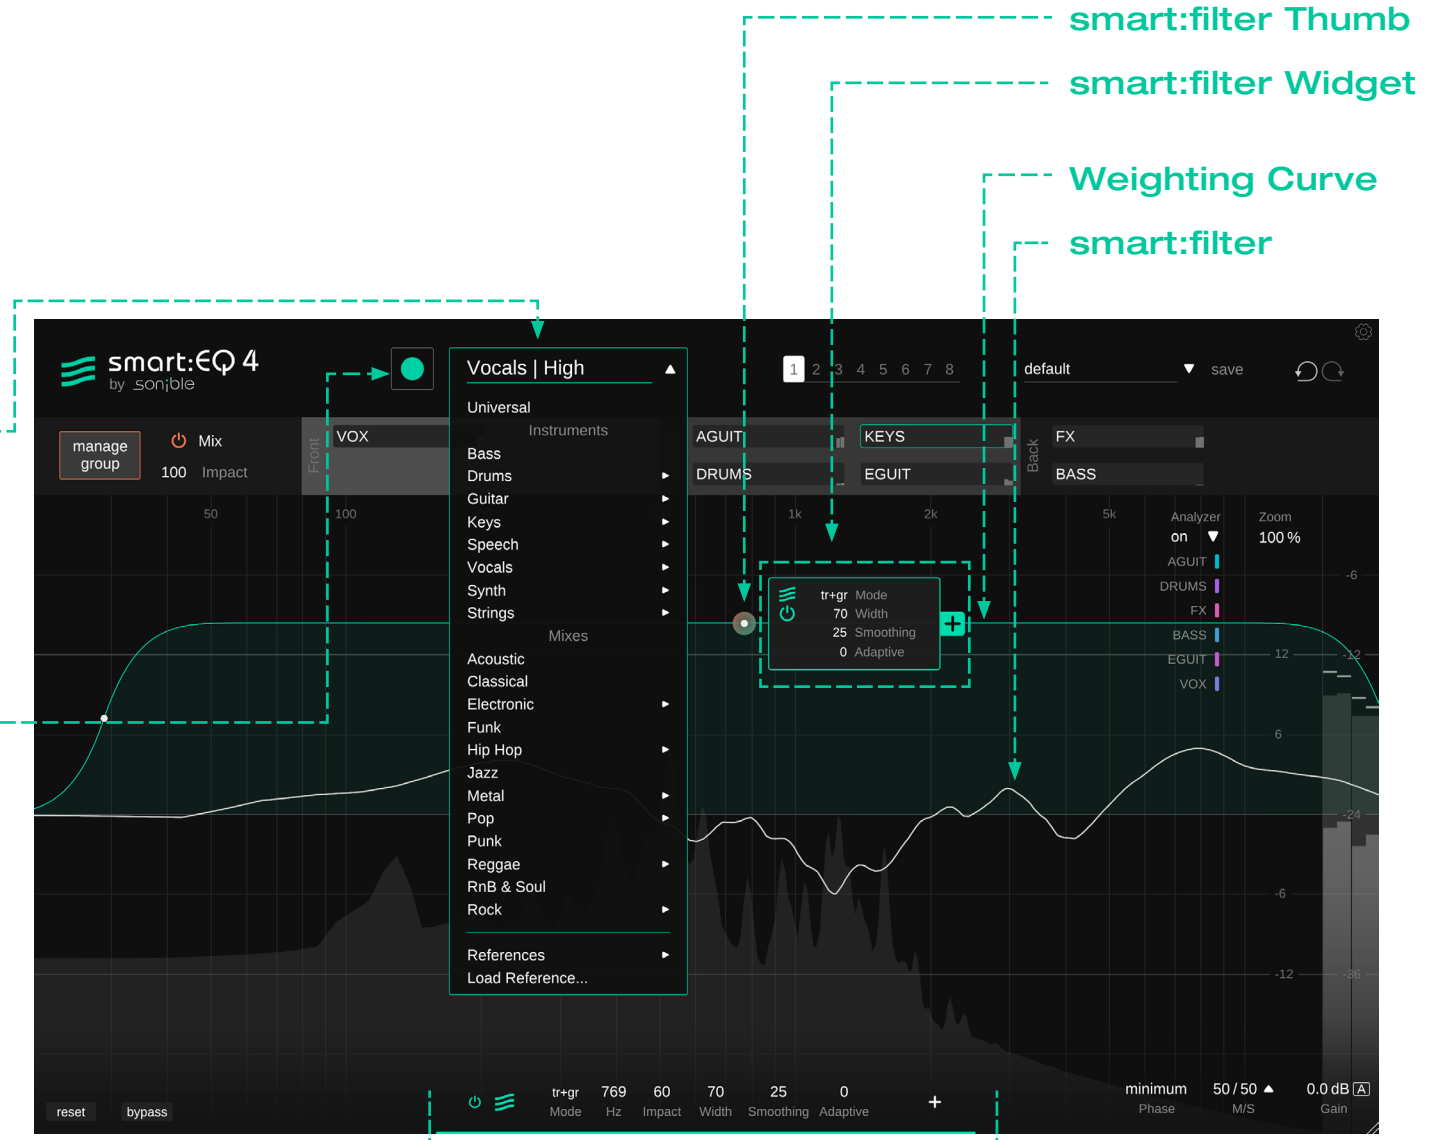 smart:filter Thumb
smart:filter Widget
Weighting Curve
smart:filter
smart:EQ 4
by sonible
Vocals | High
1 2 3 4 5 6 7 8
default
save
manage
group
Mix
100 Impact
Front
VOX
AGUIT
KEYS
DRUMS
EGUIT
Back
FX
BASS
Universal
Instruments
Bass
Drums
Guitar
Keys
Speech
Vocals
Synth
Strings
Mixes
Acoustic
Classical
Electronic
Funk
Hip Hop
Jazz
Metal
Pop
Punk
Reggae
RnB & Soul
Rock
References
Load Reference...
50
100
1k
2k
5k
Analyzer
on
Zoom
100 %
AGUIT
DRUMS
FX
BASS
EGUIT
VOX
tr+gr Mode
70 Width
25 Smoothing
0 Adaptive
-6
12
-12
6
-24
-6
-12
-36
reset
bypass
tr+gr
Mode
769
Hz
60
Impact
70
Width
25
Smoothing
0
Adaptive
+
minimum
Phase
50 / 50
M/S
0.0 dB A
Gain